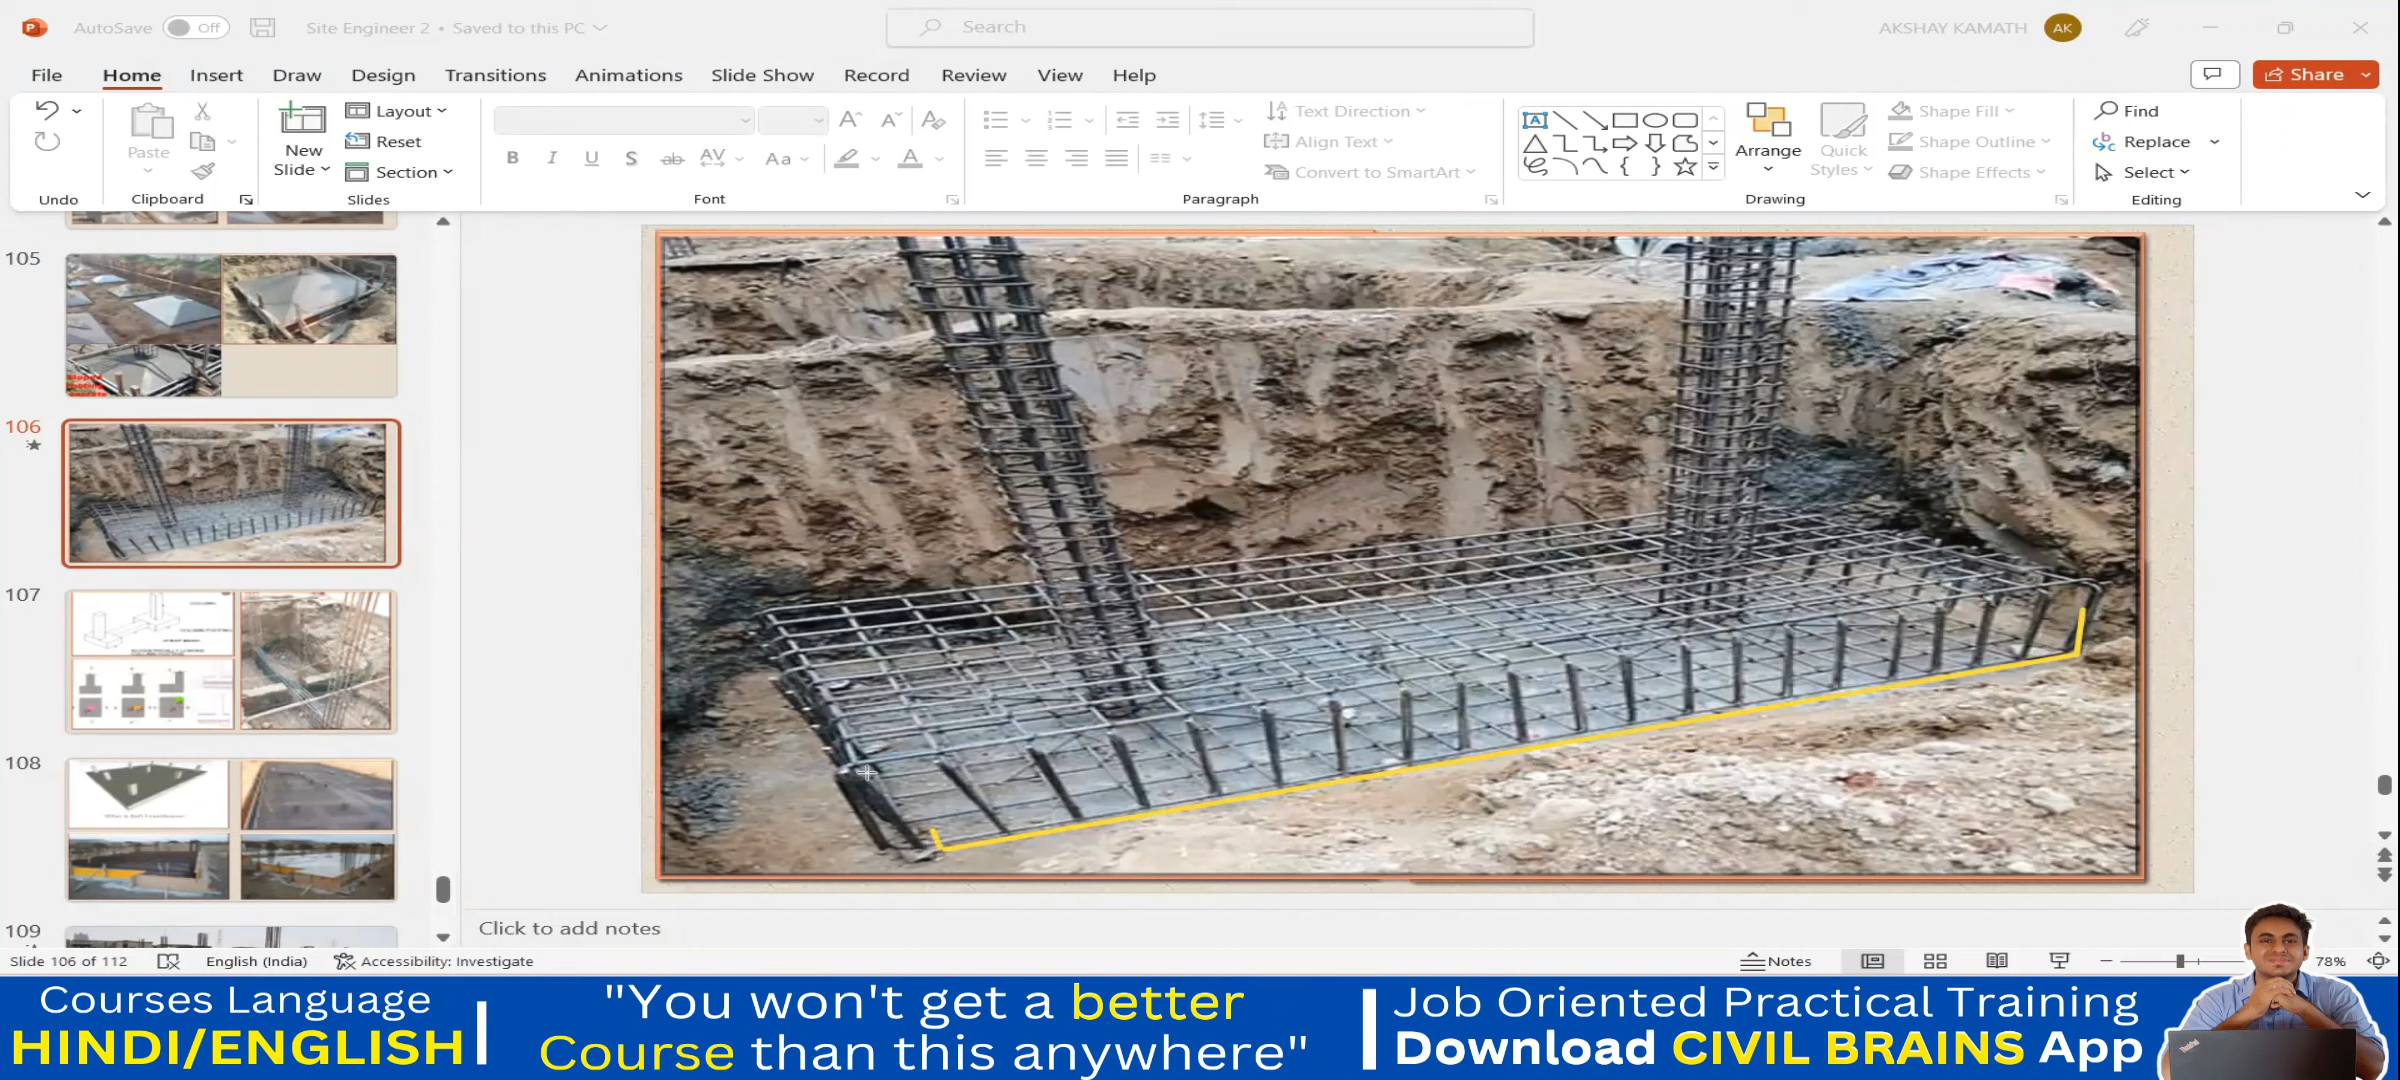 AutoSave Off Site Engineer 2 • Saved to this PC Search AKSHAY KAMATH AK
File Home Insert Draw Design Transitions Animations Slide Show Record Review View Help Share
Paste
New
Slide
Layout
Reset
Section
B I U S ab AV Aa A
Text Direction
Align Text
Convert to SmartArt
Arrange
Quick
Styles
Shape Fill
Shape Outline
Shape Effects
Find
Replace
Select
Undo Clipboard Slides Font Paragraph Drawing Editing
105
106
107
108
109
Click to add notes
Slide 106 of 112 English (India) Accessibility: Investigate Notes 78%
Courses Language
HINDI/ENGLISH
"You won't get a better
Course than this anywhere"
Job Oriented Practical Training
Download CIVIL BRAINS App